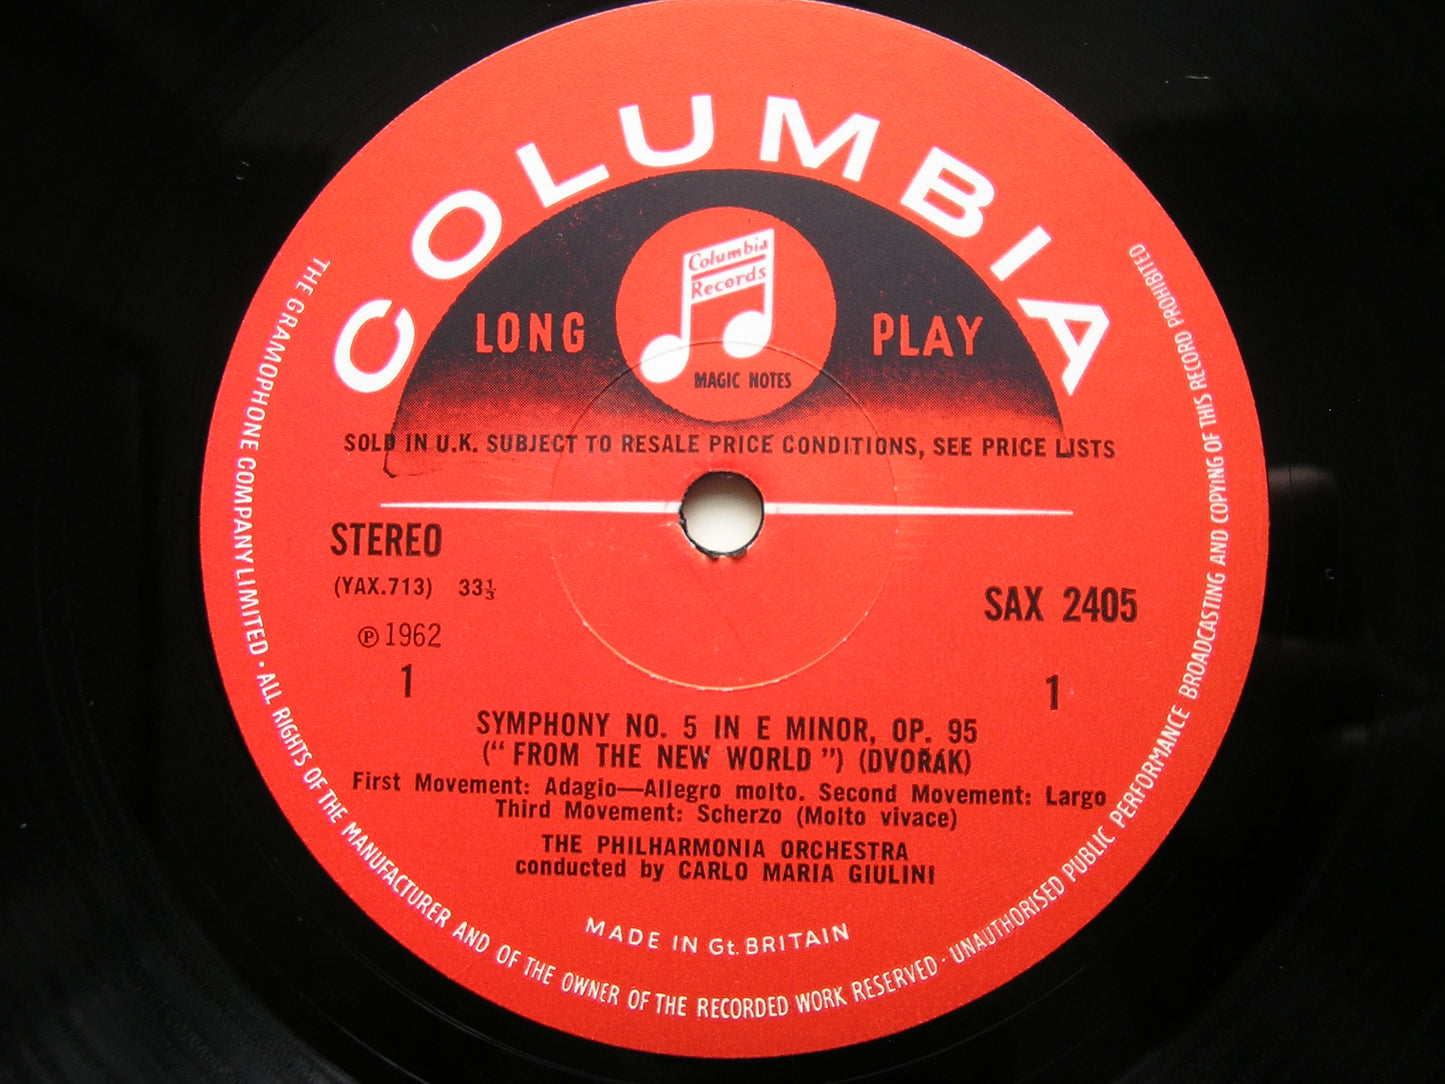 COLUMBIA
Columbia
Records
LONG PLAY
MAGIC NOTES
SOLD IN U.K. SUBJECT TO RESALE PRICE CONDITIONS, SEE PRICE LISTS
STEREO
(YAX.713) 33⅓
SAX 2405
℗ 1962
1 1
SYMPHONY NO. 5 IN E MINOR, OP. 95
("FROM THE NEW WORLD") (DVOŘÁK)
First Movement: Adagio—Allegro molto. Second Movement: Largo
Third Movement: Scherzo (Molto vivace)
THE PHILHARMONIA ORCHESTRA
conducted by CARLO MARIA GIULINI
MADE IN Gt. BRITAIN
THE GRAMOPHONE COMPANY LIMITED · ALL RIGHTS OF THE MANUFACTURER AND OF THE OWNER OF THE RECORDED WORK RESERVED · UNAUTHORISED PUBLIC PERFORMANCE BROADCASTING AND COPYING OF THIS RECORD PROHIBITED